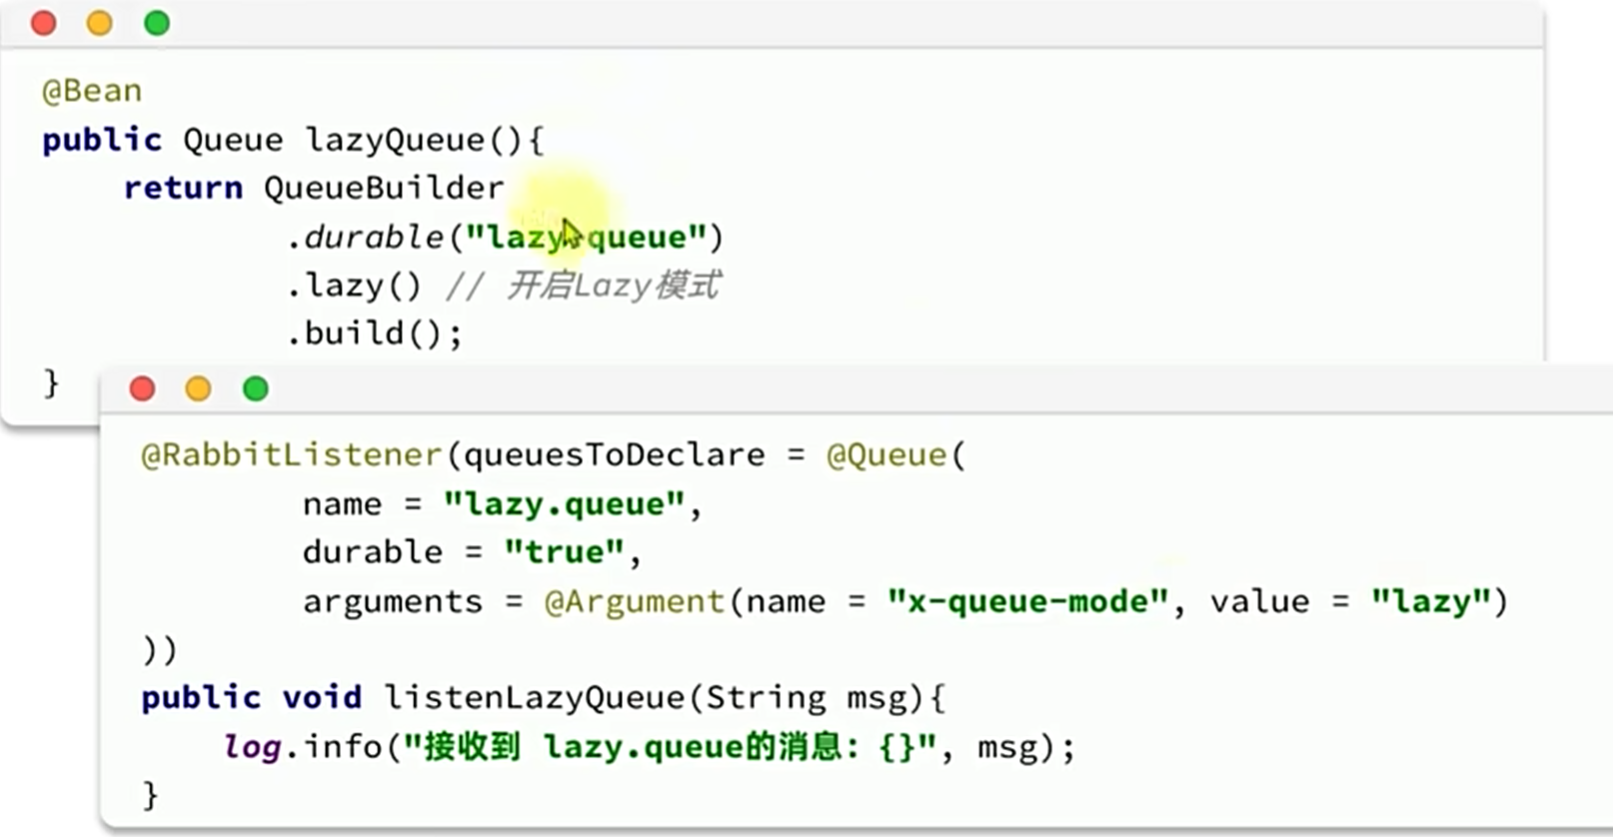 @Bean
public Queue lazyQueue(){
return QueueBuilder
.durable("lazy.queue")
.lazy() // 开启Lazy模式
.build();
}
@RabbitListener(queuesToDeclare = @Queue(
name = "lazy.queue",
durable = "true",
arguments = @Argument(name = "x-queue-mode", value = "lazy")
))
public void listenLazyQueue(String msg){
log.info("接收到 lazy.queue的消息: {}", msg);
}